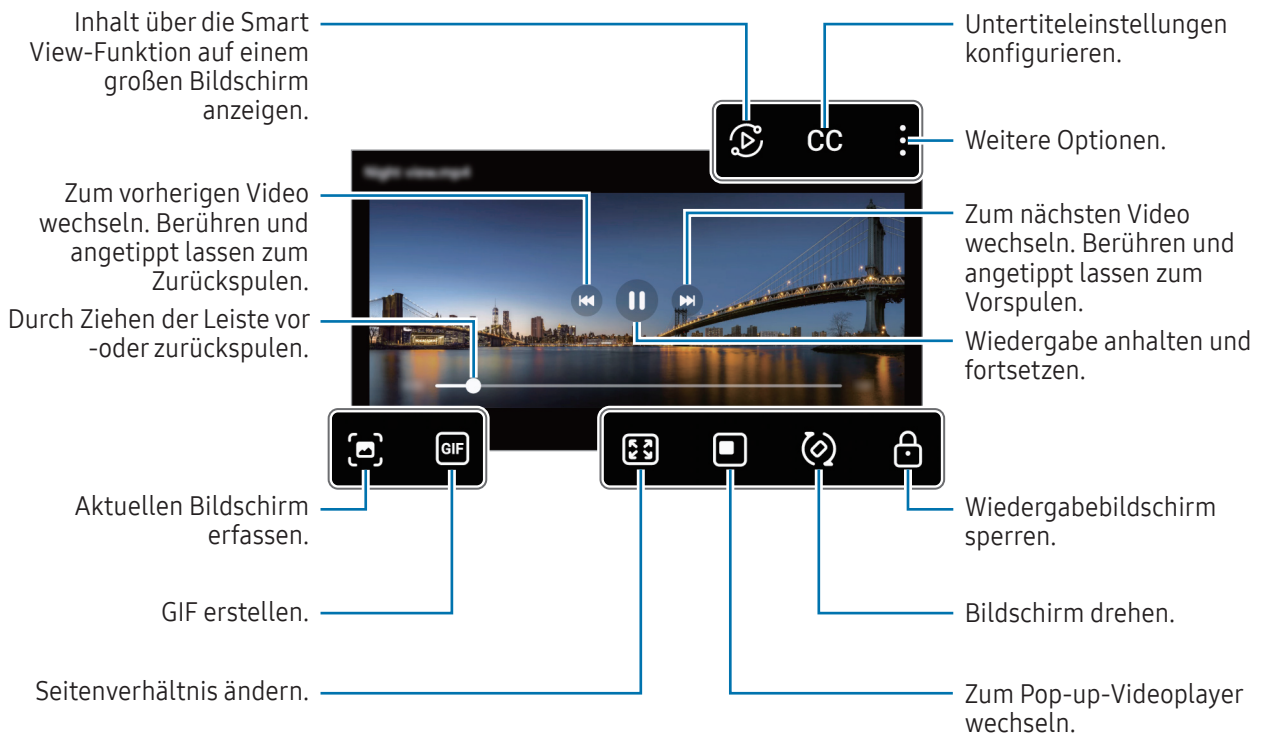 Inhalt über die Smart
View-Funktion auf einem
großen Bildschirm
anzeigen.
Untertiteleinstellungen
konfigurieren.
CC
Weitere Optionen.
Night view.mp4
Zum vorherigen Video
wechseln. Berühren und
angetippt lassen zum
Zurückspulen.
Zum nächsten Video
wechseln. Berühren und
angetippt lassen zum
Vorspulen.
Durch Ziehen der Leiste vor
-oder zurückspulen.
Wiedergabe anhalten und
fortsetzen.
GIF
Aktuellen Bildschirm
erfassen.
Wiedergabebildschirm
sperren.
GIF erstellen.
Bildschirm drehen.
Seitenverhältnis ändern.
Zum Pop-up-Videoplayer
wechseln.